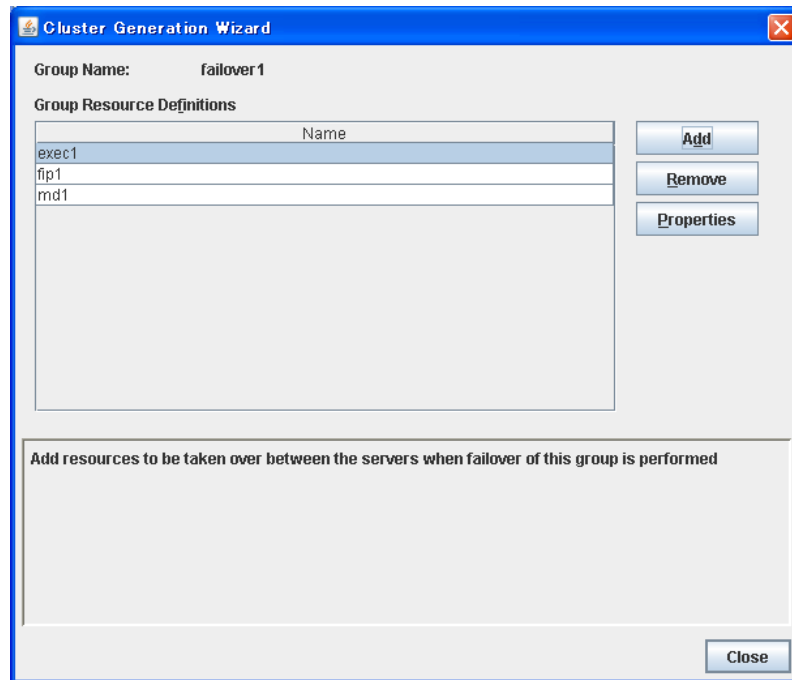 Cluster Generation Wizard
Group Name: failover1
Group Resource Definitions
Name
exec1
fip1
md1
Add
Remove
Properties
Add resources to be taken over between the servers when failover of this group is performed
Close